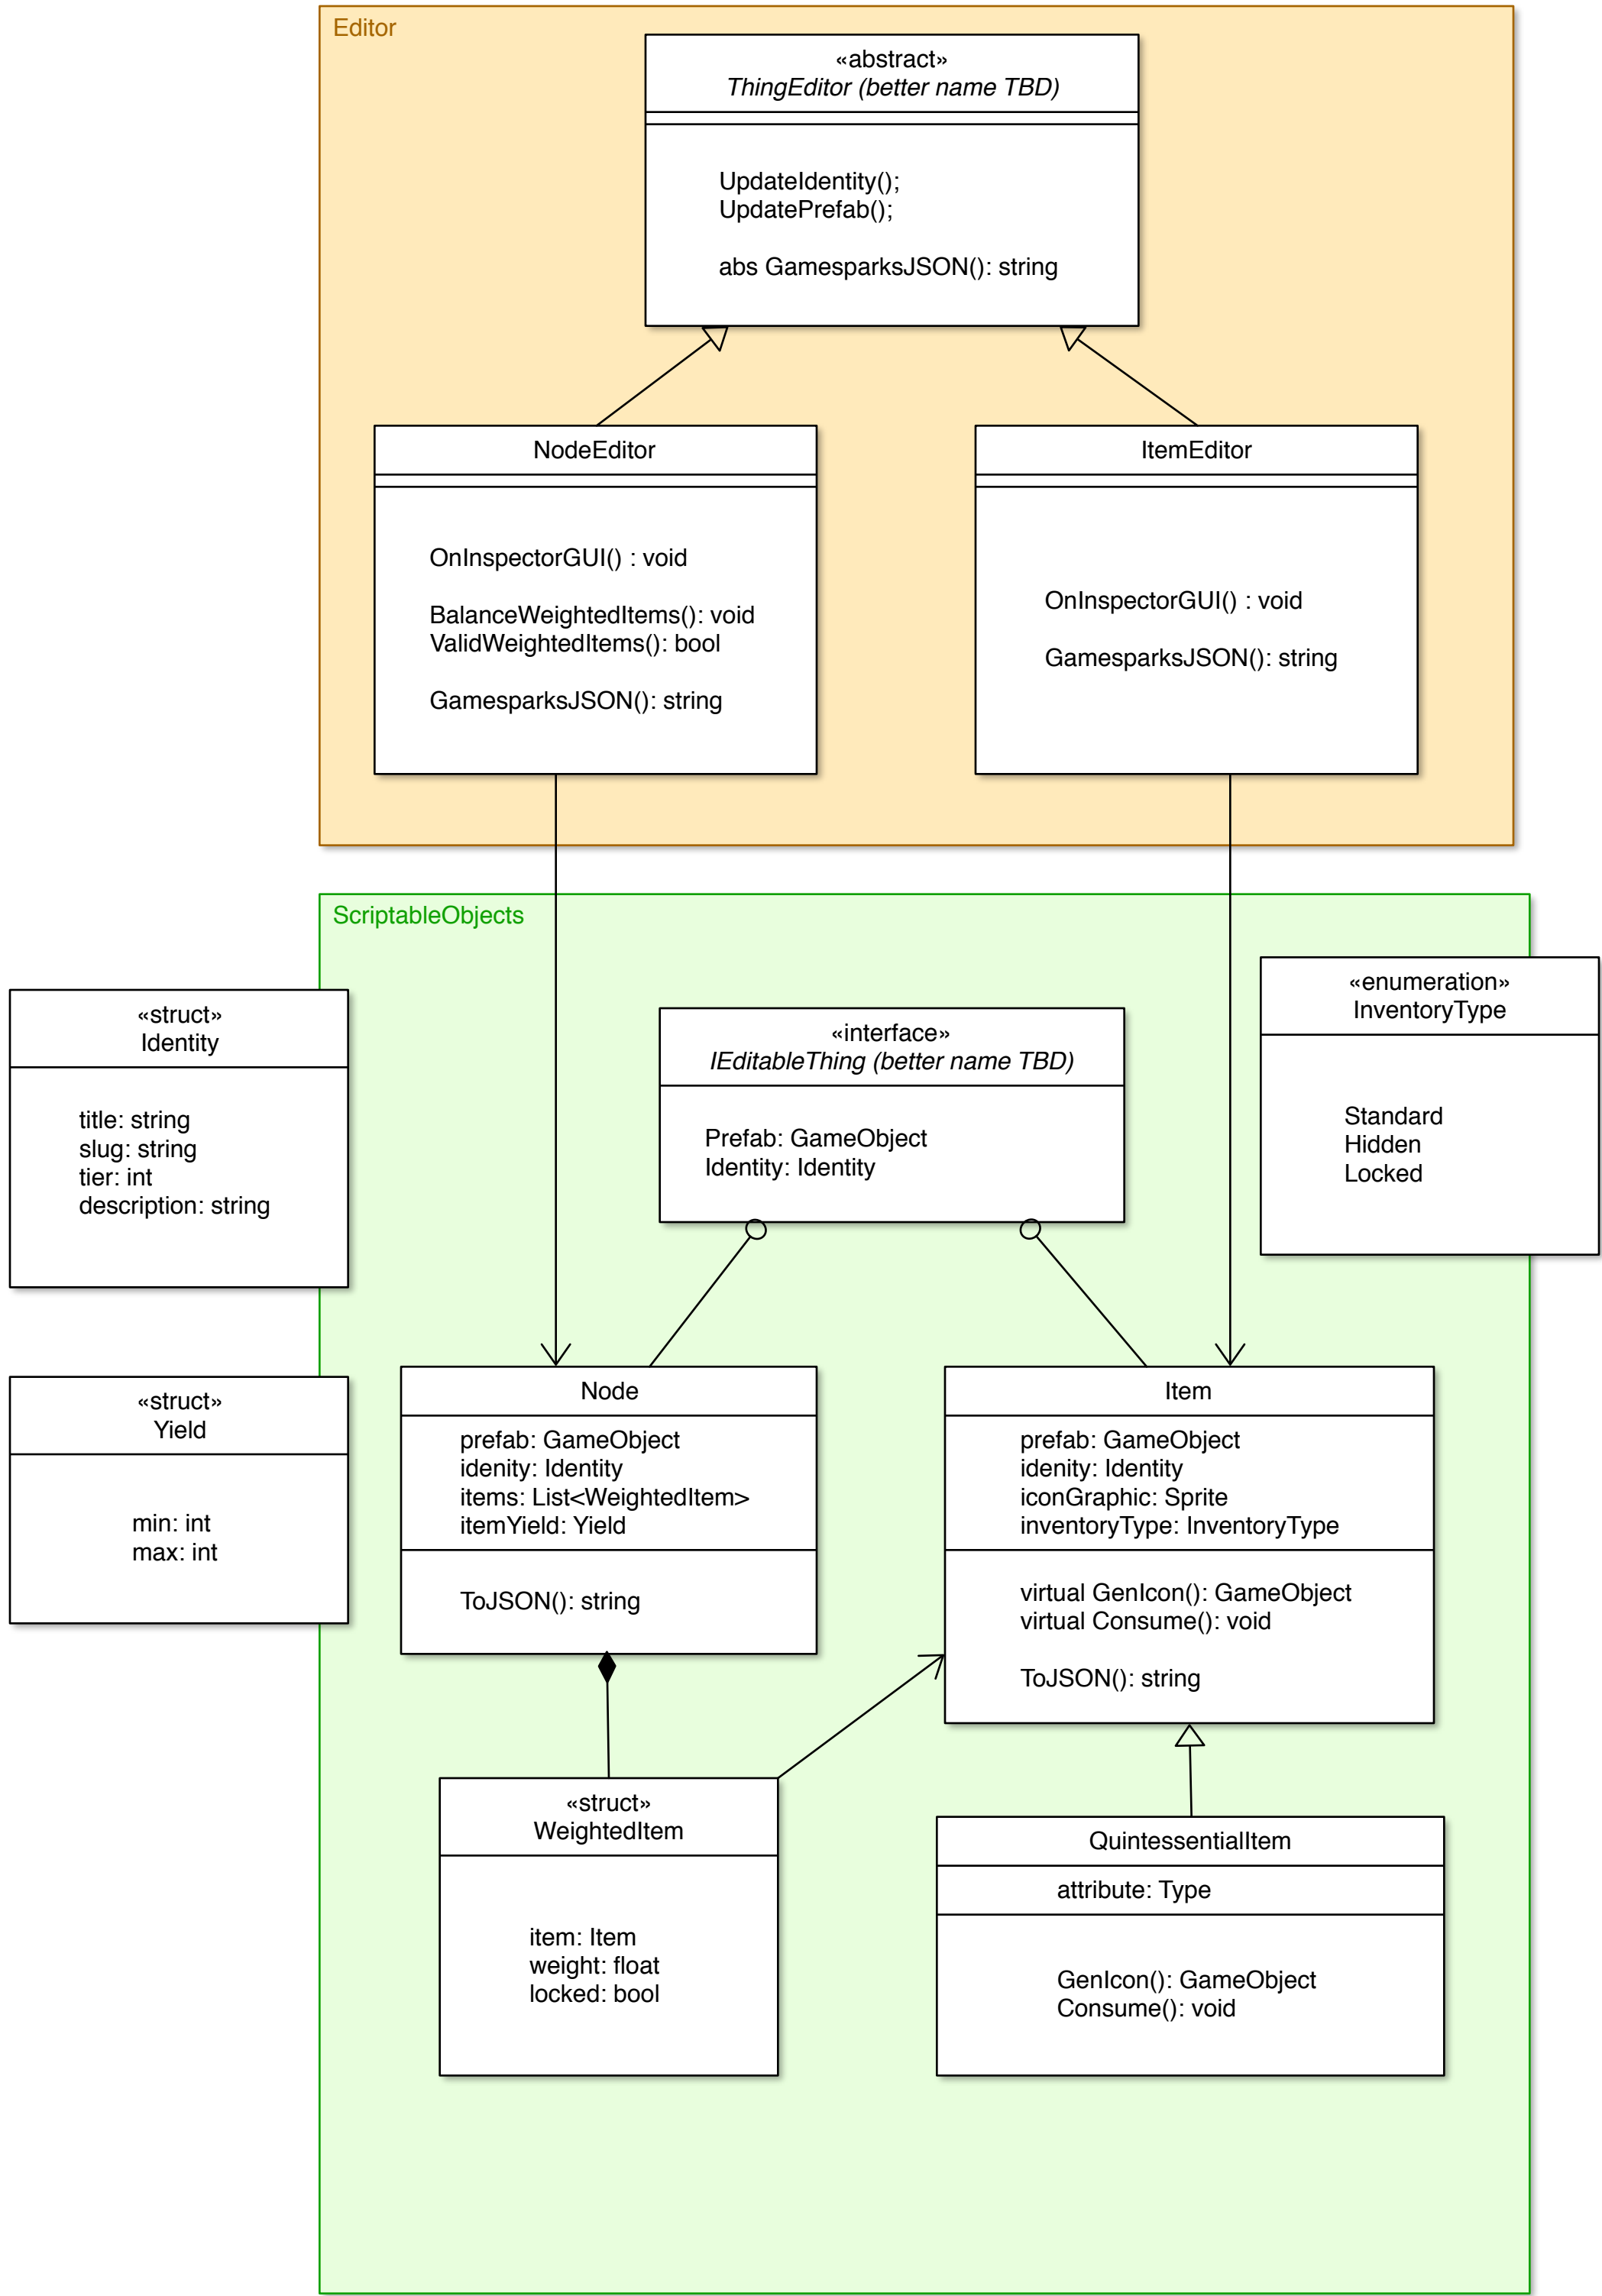 Editor
«abstract»
ThingEditor (better name TBD)
UpdateIdentity();
UpdatePrefab();
abs GamesparksJSON(): string
NodeEditor
OnInspectorGUI() : void
BalanceWeightedItems(): void
ValidWeightedItems(): bool
GamesparksJSON(): string
ItemEditor
OnInspectorGUI() : void
GamesparksJSON(): string
ScriptableObjects
«struct»
Identity
title: string
slug: string
tier: int
description: string
«interface»
IEditableThing (better name TBD)
Prefab: GameObject
Identity: Identity
«enumeration»
InventoryType
Standard
Hidden
Locked
«struct»
Yield
min: int
max: int
Node
prefab: GameObject
idenity: Identity
items: List<WeightedItem>
itemYield: Yield
ToJSON(): string
Item
prefab: GameObject
idenity: Identity
iconGraphic: Sprite
inventoryType: InventoryType
virtual GenIcon(): GameObject
virtual Consume(): void
ToJSON(): string
«struct»
WeightedItem
item: Item
weight: float
locked: bool
QuintessentialItem
attribute: Type
GenIcon(): GameObject
Consume(): void